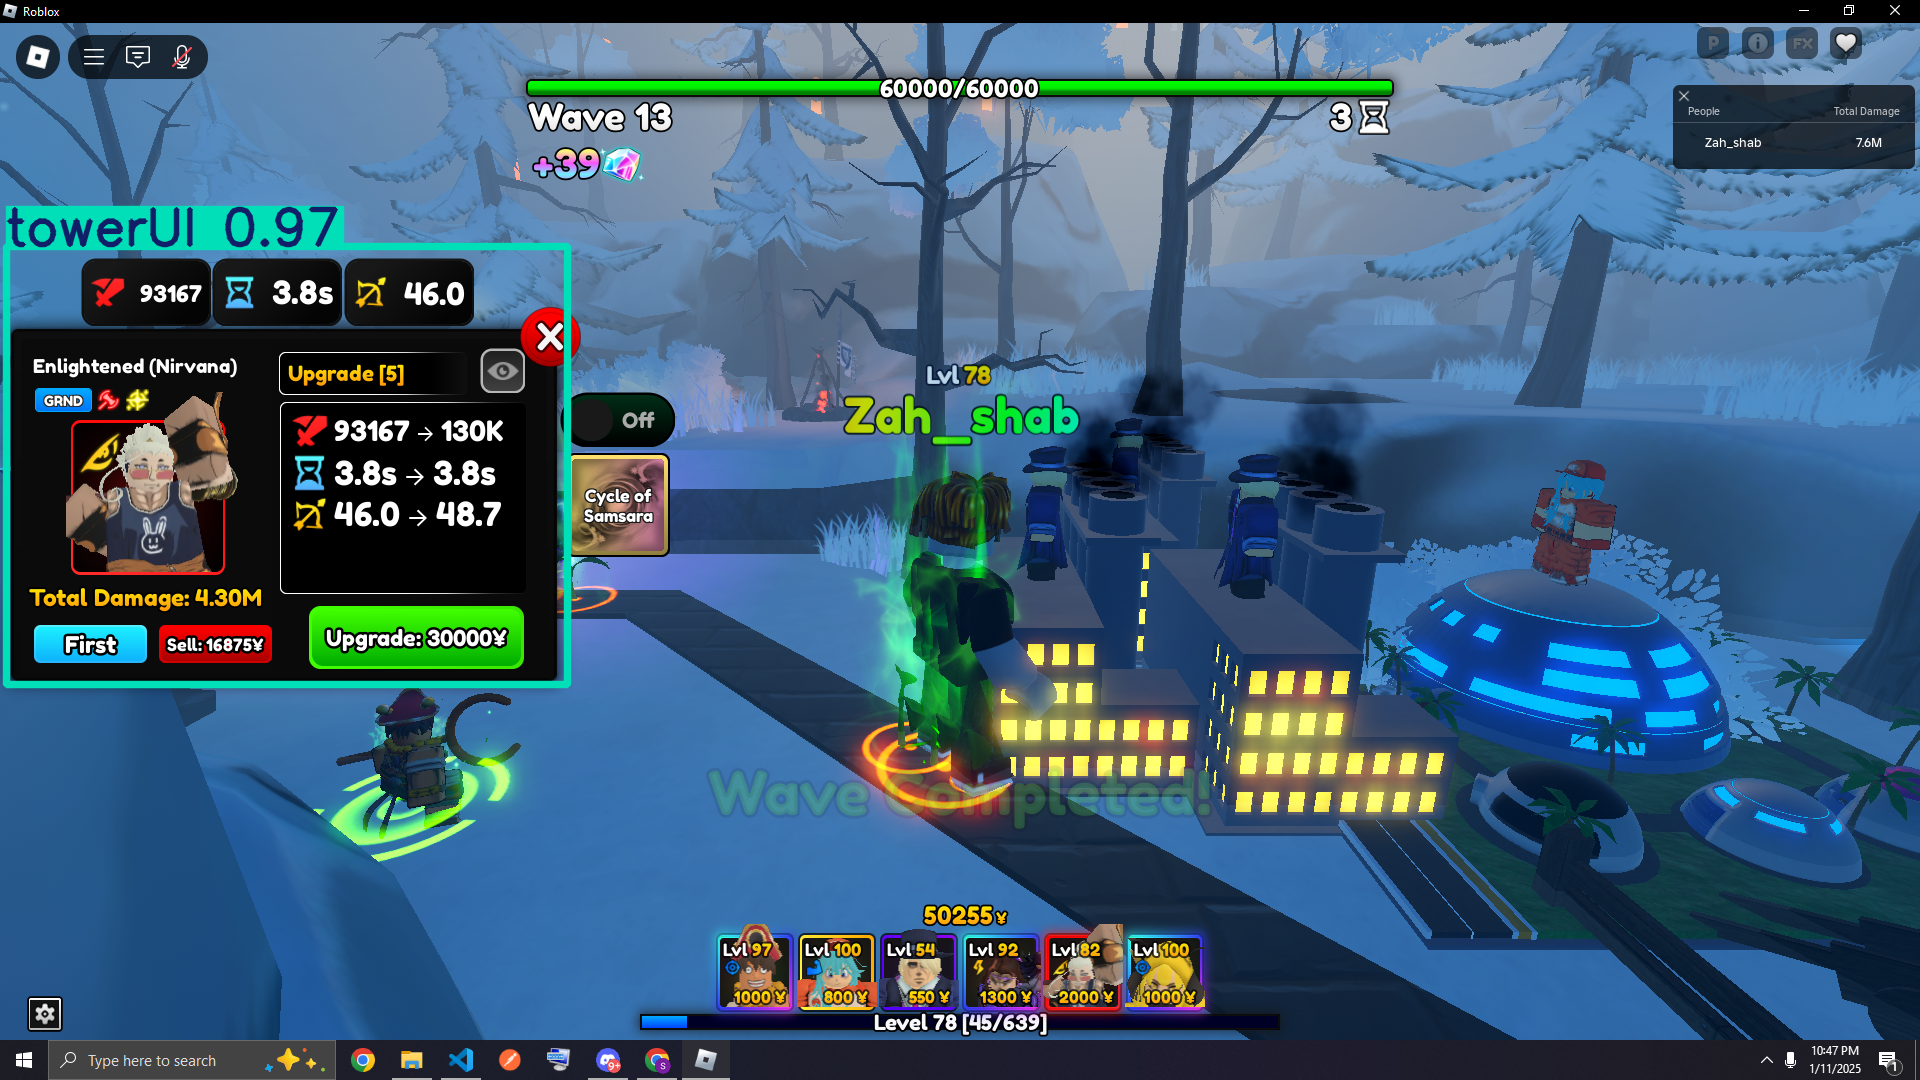 Roblox
60000/60000
Wave 13
3
+39
P
i
FX
People
Total Damage
Zah_shab
7.6M
towerUI 0.97
93167
3.8s
46.0
Enlightened (Nirvana)
GRND
Upgrade [5]
93167 → 130K
3.8s → 3.8s
46.0 → 48.7
Total Damage: 4.30M
First
Sell: 16875¥
Upgrade: 30000¥
Off
Cycle of
Samsara
Lvl 78
Zah_shab
Wave Completed!
50255¥
Lvl 97
1000 ¥
Lvl 100
800 ¥
Lvl 54
550 ¥
Lvl 92
1300 ¥
Lvl 82
2000 ¥
Lvl 100
1000 ¥
Level 78 [45/639]
Type here to search
9+
S
10:47 PM
1/11/2025
1